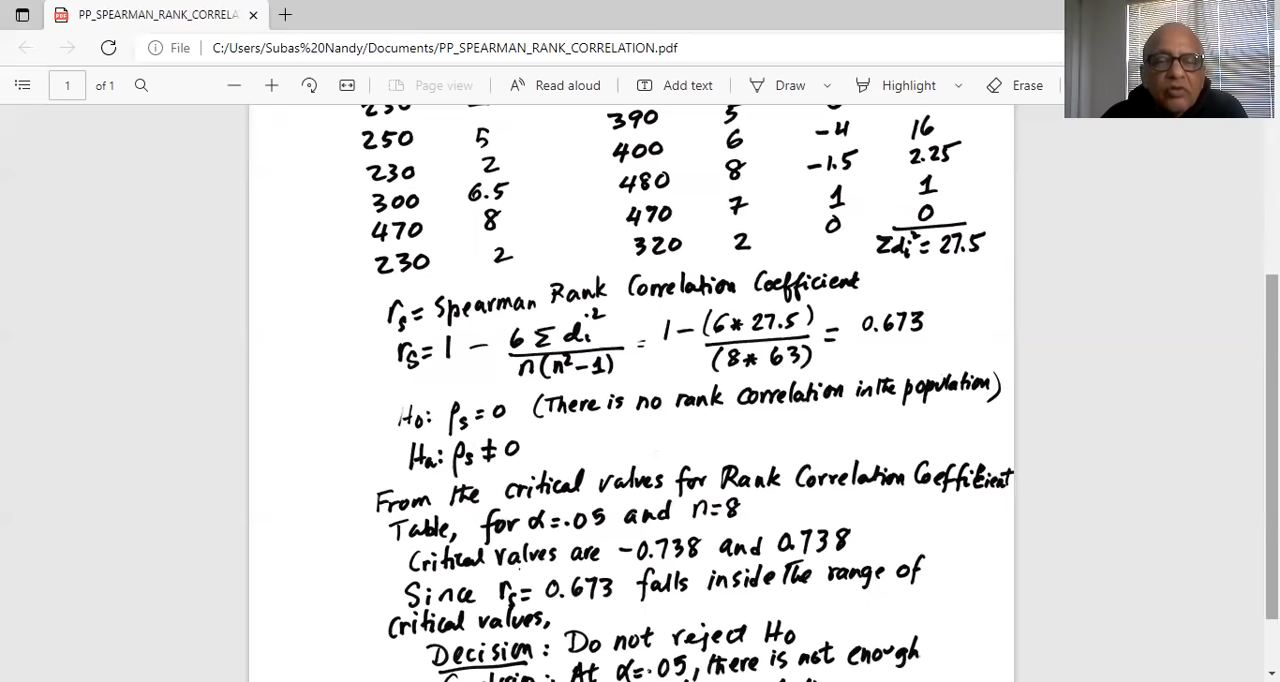 PP_SPEARMAN_RANK_CORRELA
File C:/Users/Subas%20Nandy/Documents/PP_SPEARMAN_RANK_CORRELATION.pdf
1 of 1 Page view Read aloud Add text Draw Highlight Erase
250 5 390 5 -4 16
230 2 400 6 -1.5 2.25
300 6.5 480 8 1 1
470 8 470 7 0 0
230 2 320 2 Σdi² = 27.5
rs = Spearman Rank Correlation Coefficient
rs = 1 - 6 Σ di² / n(n²-1) = 1 - (6* 27.5) / (8* 63) = 0.673
H0: ρs = 0 (There is no rank correlation in the population)
Ha: ρs ≠ 0
From the critical values for Rank Correlation Coefficient
Table, for α=.05 and n=8
Critical values are -0.738 and 0.738
Since rs = 0.673 falls inside the range of
critical values,
Decision: Do not reject H0
At α=.05, there is not enough